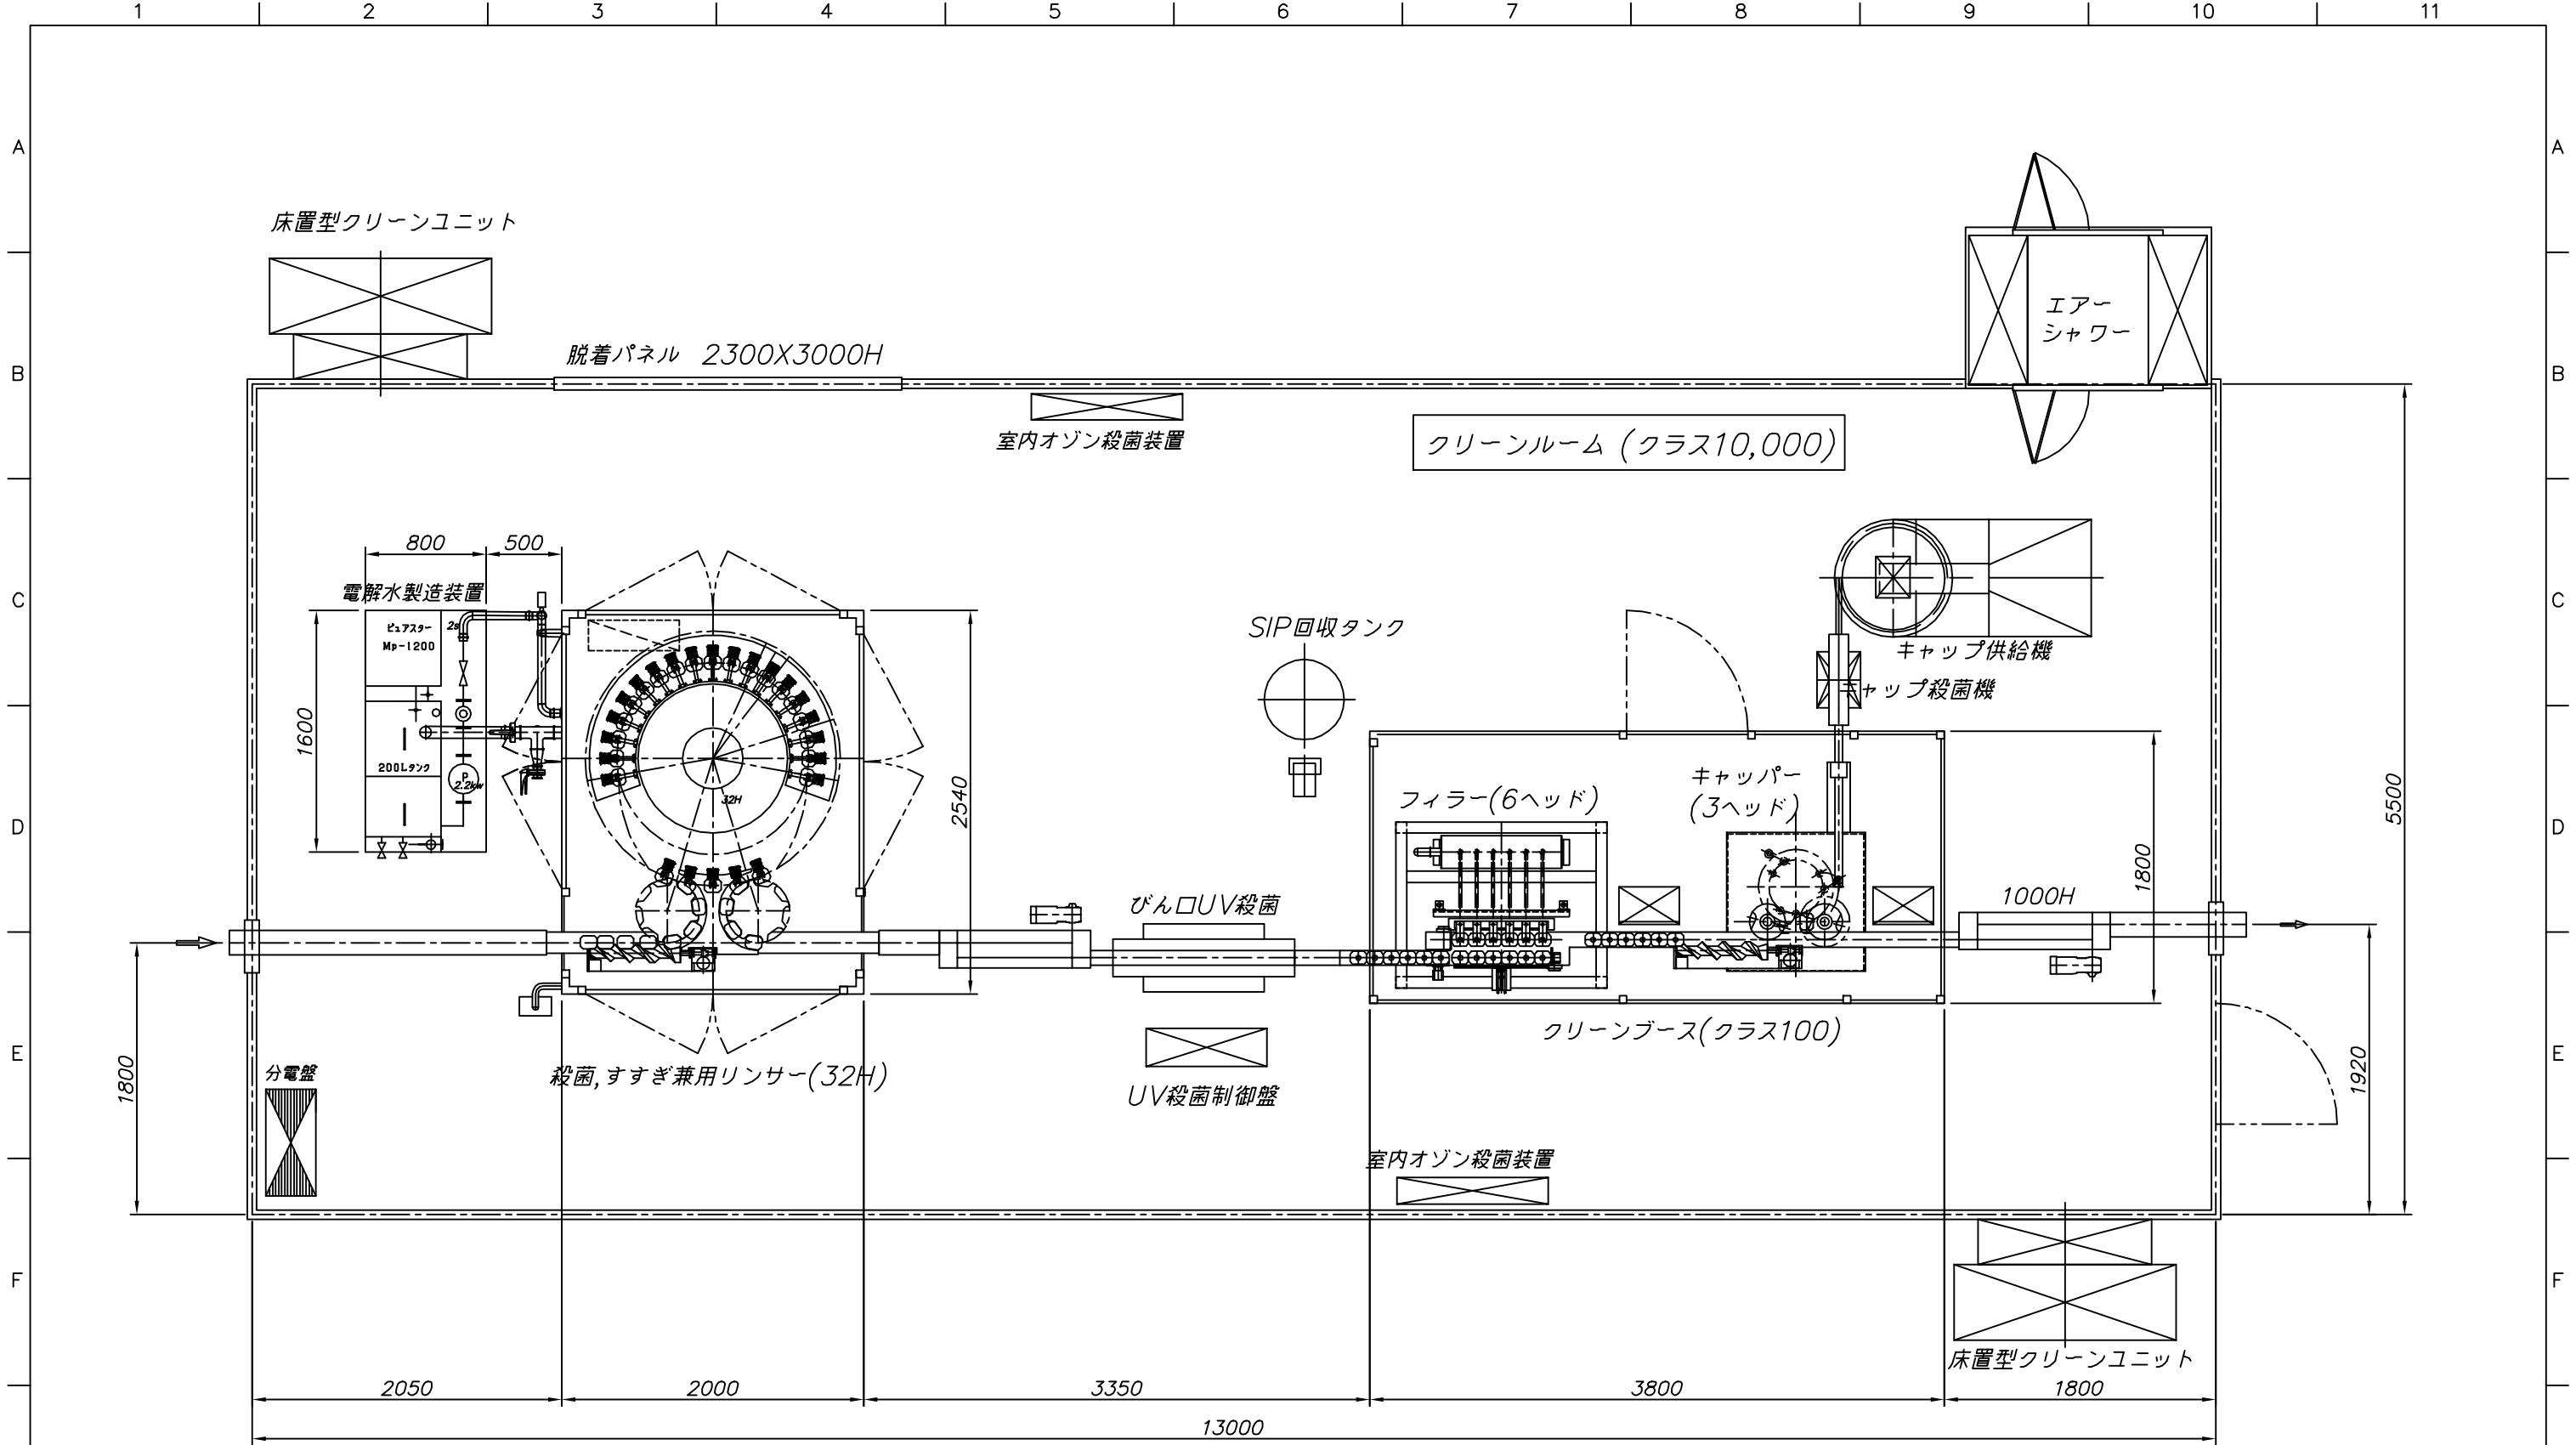 1 2 3 4 5 6 7 8 9 10 11
A
A
床置型クリーンユニット
エアー
シャワー
脱着パネル 2300X3000H
B
B
室内オゾン殺菌装置
クリーンルーム (クラス10,000)
800
500
電解水製造装置
C
C
ピュアスター
2s
Mp-1200
SIP回収タンク
キャップ供給機
キャップ殺菌機
1600
200Lタンク
P
2.2kw
32H
2540
キャッパー
(3ヘッド)
フィラー(6ヘッド)
5500
D
D
1800
1000H
びん口UV殺菌
クリーンブース(クラス100)
E
E
1800
分電盤
殺菌,すすぎ兼用リンサー(32H)
UV殺菌制御盤
1920
室内オゾン殺菌装置
F
F
床置型クリーンユニット
2050
2000
3350
3800
1800
13000